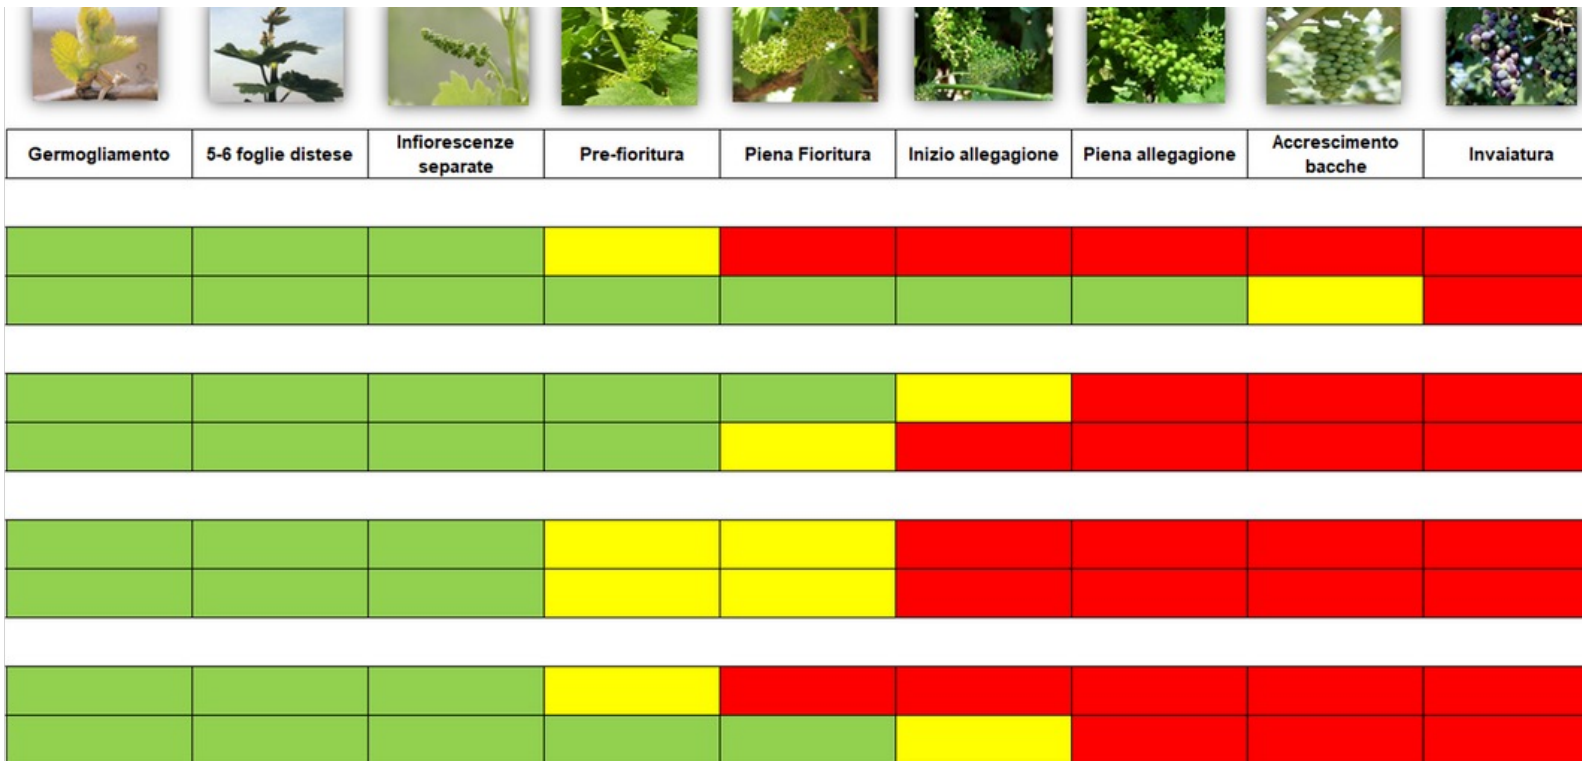 Germogliamento
5-6 foglie distese
Infiorescenze
separate
Pre-fioritura
Piena Fioritura
Inizio allegagione
Piena allegagione
Accrescimento
bacche
Invaiatura